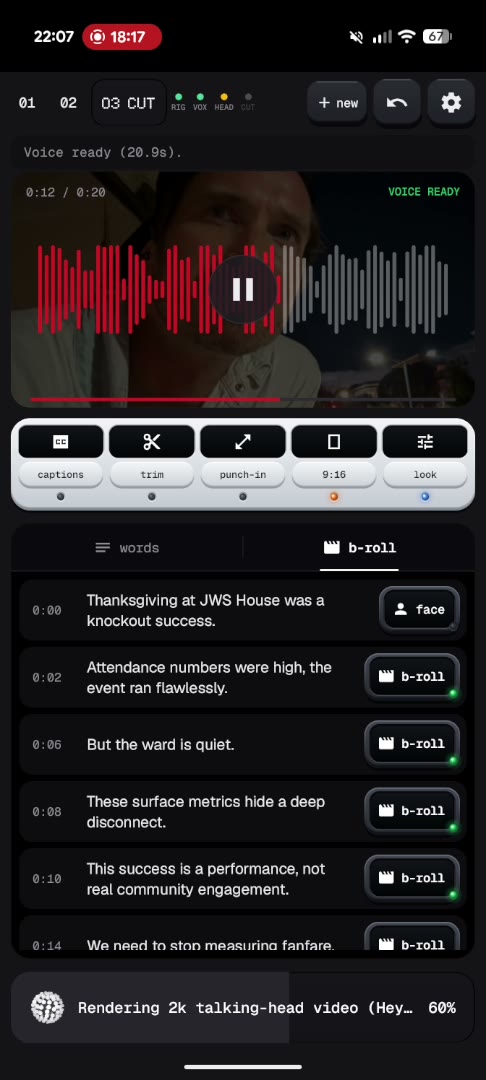 22:07 18:17 67
01 02 03 CUT RIG VOX HEAD CUT + new
Voice ready (20.9s).
0:12 / 0:20 VOICE READY
CC
captions trim punch-in 9:16 look
words b-roll
0:00 Thanksgiving at JWS House was a
knockout success. face
0:02 Attendance numbers were high, the
event ran flawlessly. b-roll
0:06 But the ward is quiet. b-roll
0:08 These surface metrics hide a deep
disconnect. b-roll
0:10 This success is a performance, not
real community engagement. b-roll
0:14 We need to stop measuring fanfare. b-roll
Rendering 2k talking-head video (Hey… 60%